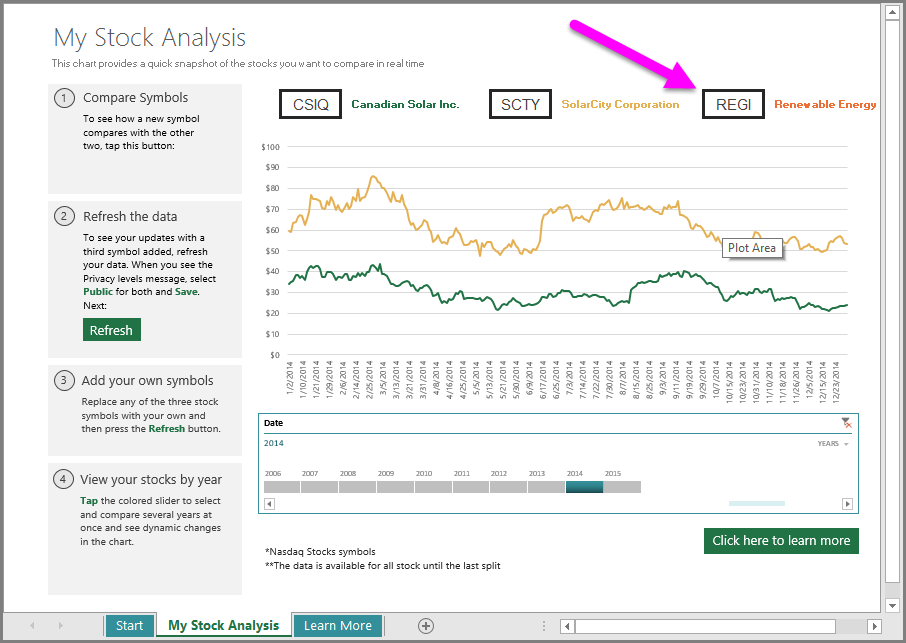 My Stock Analysis
This chart provides a quick snapshot of the stocks you want to compare in real time
1 Compare Symbols
To see how a new symbol
compares with the other
two, tap this button:
2 Refresh the data
To see your updates with a
third symbol added, refresh
your data. When you see the
Privacy levels message, select
Public for both and Save.
Next:
Refresh
3 Add your own symbols
Replace any of the three stock
symbols with your own and
then press the Refresh button.
4 View your stocks by year
Tap the colored slider to select
and compare several years at
once and see dynamic changes
in the chart.
CSIQ Canadian Solar Inc. SCTY SolarCity Corporation REGI Renewable Energy
$100
$90
$80
$70
$60
$50
$40
$30
$20
$10
$0
Plot Area
1/2/2014 1/10/2014 1/21/2014 1/29/2014 2/6/2014 2/14/2014 2/25/2014 3/5/2014 3/13/2014 3/21/2014 3/31/2014 4/8/2014 4/16/2014 4/25/2014 5/5/2014 5/13/2014 5/21/2014 5/30/2014 6/9/2014 6/17/2014 6/25/2014 7/3/2014 7/14/2014 7/22/2014 7/30/2014 8/7/2014 8/15/2014 8/25/2014 9/3/2014 9/11/2014 9/19/2014 9/29/2014 10/7/2014 10/15/2014 10/23/2014 10/31/2014 11/10/2014 11/18/2014 11/26/2014 12/5/2014 12/15/2014 12/23/2014
Date
2014 YEARS
2006 2007 2008 2009 2010 2011 2012 2013 2014 2015
Click here to learn more
*Nasdaq Stocks symbols
**The data is available for all stock until the last split
Start My Stock Analysis Learn More